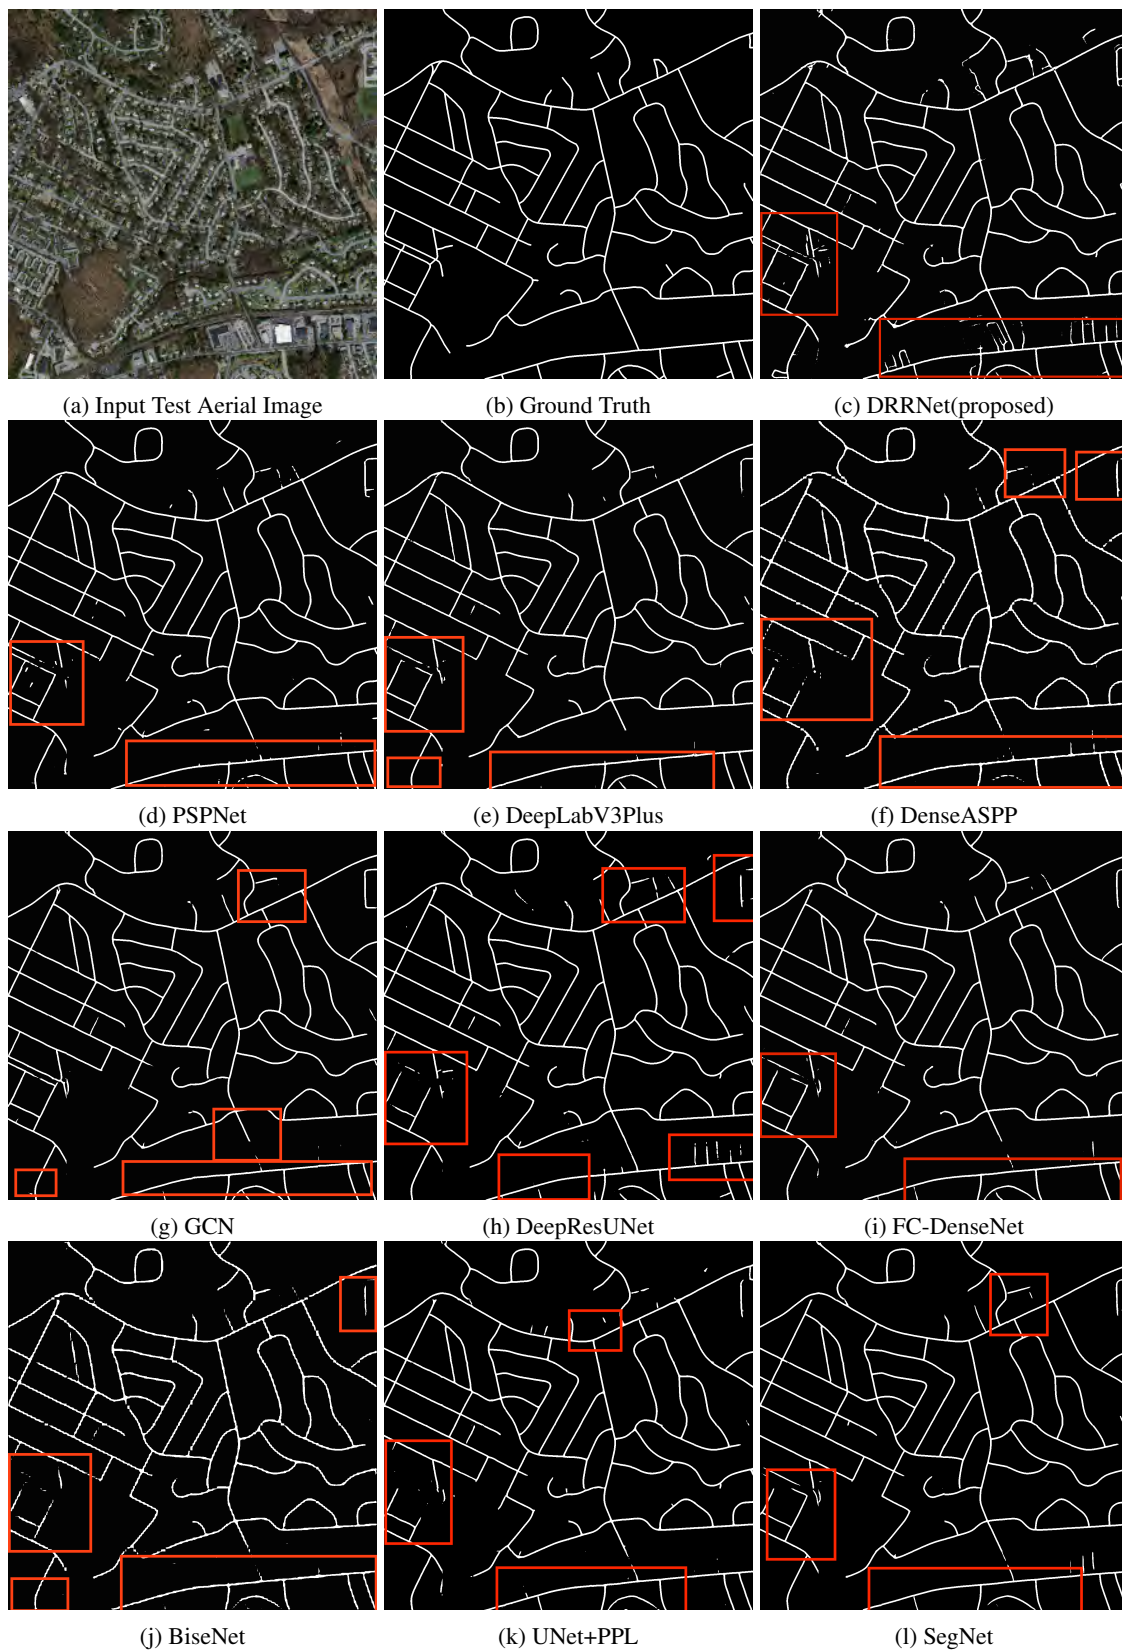 (a) Input Test Aerial Image
(b) Ground Truth
(c) DRRNet(proposed)
(d) PSPNet
(e) DeepLabV3Plus
(f) DenseASPP
(g) GCN
(h) DeepResUNet
(i) FC-DenseNet
(j) BiseNet
(k) UNet+PPL
(l) SegNet